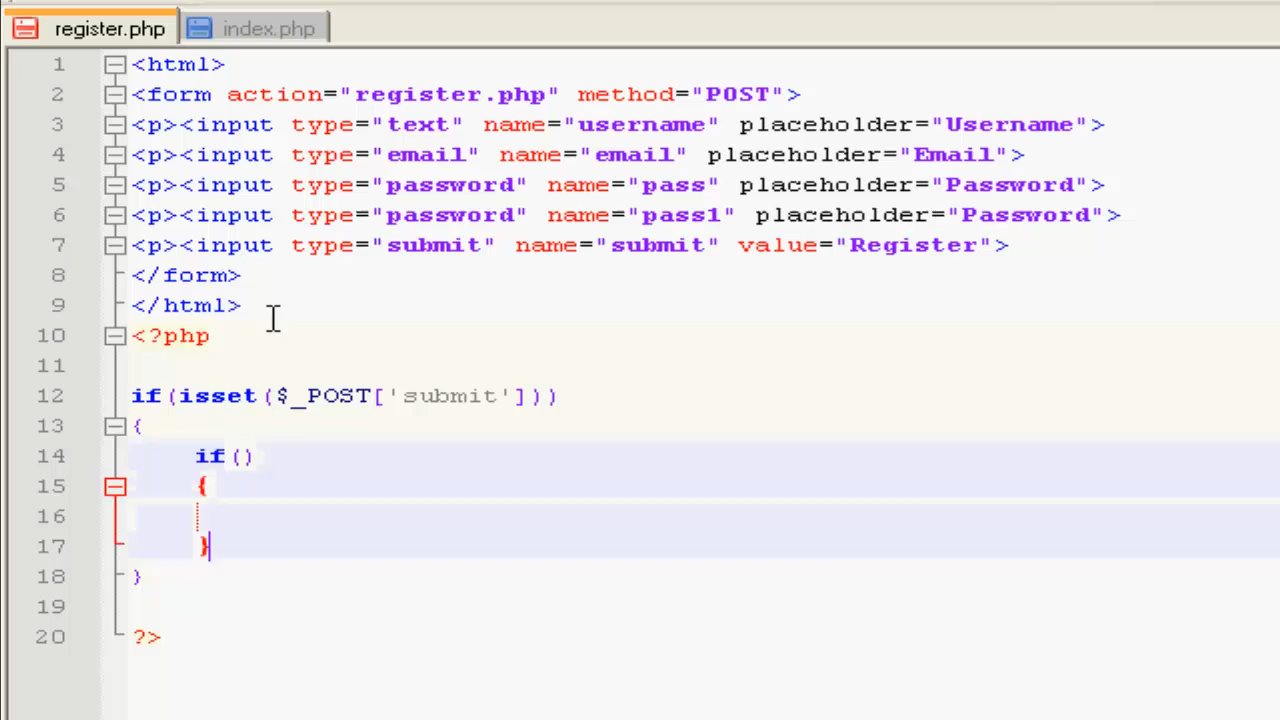 register.php index.php
1 <html>
2 <form action="register.php" method="POST">
3 <p><input type="text" name="username" placeholder="Username">
4 <p><input type="email" name="email" placeholder="Email">
5 <p><input type="password" name="pass" placeholder="Password">
6 <p><input type="password" name="pass1" placeholder="Password">
7 <p><input type="submit" name="submit" value="Register">
8 </form>
9 </html>
10 <?php
11
12 if(isset($_POST['submit']))
13 {
14 if()
15 {
16
17 }
18 }
19
20 ?>